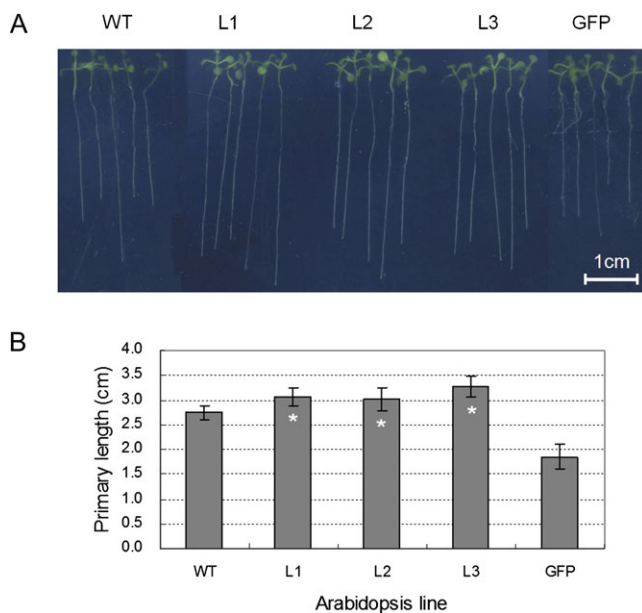 A
WT L1 L2 L3 GFP
1cm
B
Primary length (cm)
4.0
3.5
3.0
2.5
2.0
1.5
1.0
0.5
0.0
* * *
WT L1 L2 L3 GFP
Arabidopsis line